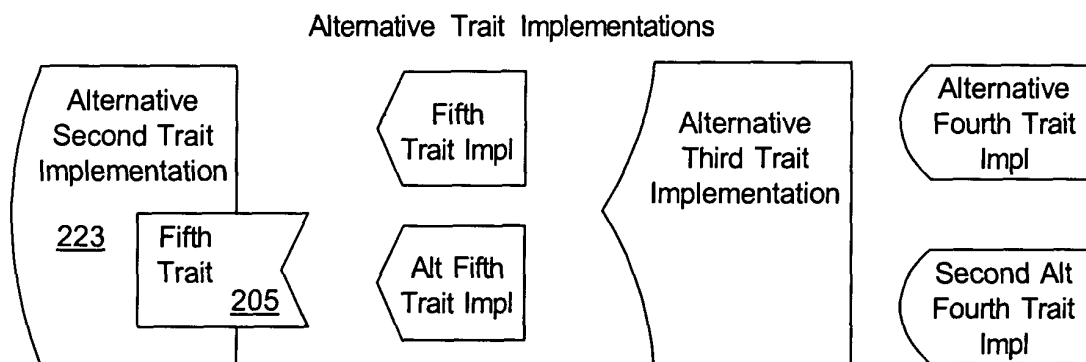 Alternative Trait Implementations
Alternative
Second Trait
Implementation
223
Fifth
Trait
205
Fifth
Trait Impl
Alt Fifth
Trait Impl
Alternative
Third Trait
Implementation
Alternative
Fourth Trait
Impl
Second Alt
Fourth Trait
Impl